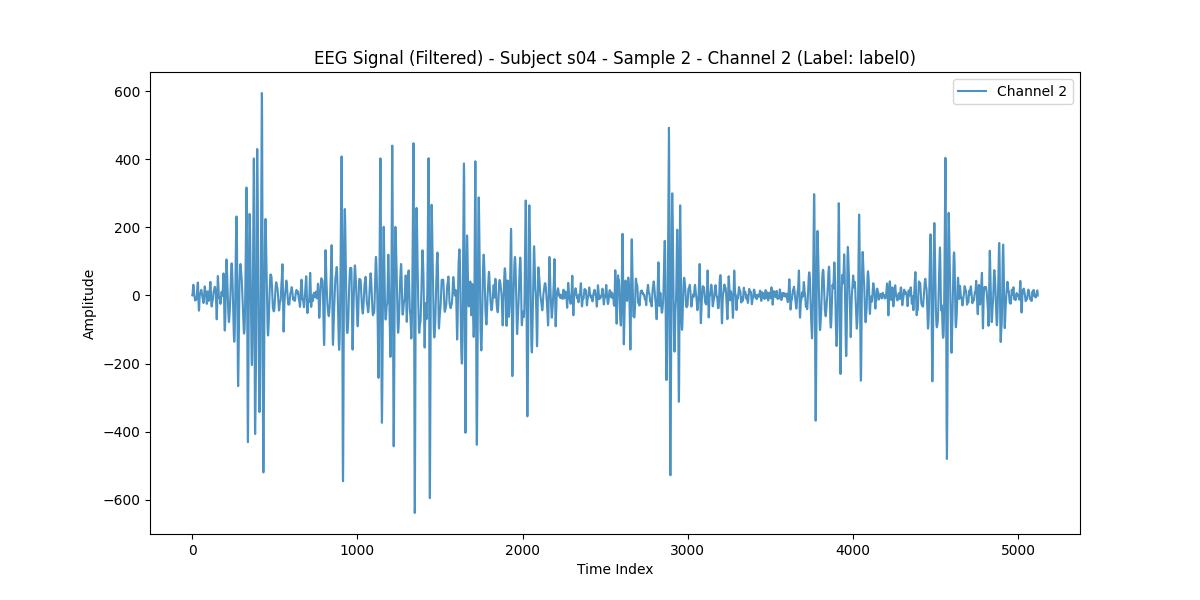 EEG Signal (Filtered) - Subject s04 - Sample 2 - Channel 2 (Label: label0)
Channel 2
600
400
200
0
−200
−400
−600
Amplitude
0 1000 2000 3000 4000 5000
Time Index